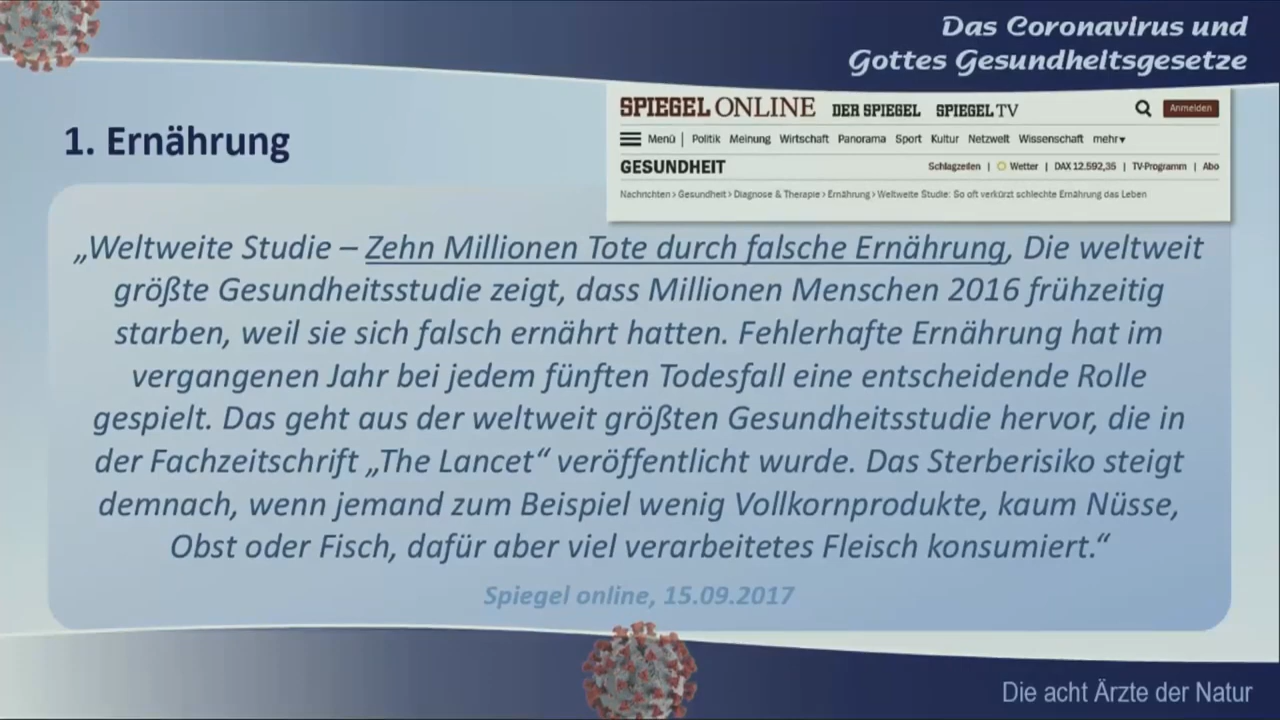 Das Coronavirus und
Gottes Gesundheitsgesetze
SPIEGEL ONLINE DER SPIEGEL SPIEGEL TV Anmelden
1. Ernährung
Menü | Politik Meinung Wirtschaft Panorama Sport Kultur Netzwelt Wissenschaft mehr▾
GESUNDHEIT Schlagzeilen | Wetter | DAX 12.592,35 | TV-Programm | Abo
Nachrichten > Gesundheit > Diagnose & Therapie > Ernährung > Weltweite Studie: So oft verkürzt schlechte Ernährung das Leben
„Weltweite Studie – Zehn Millionen Tote durch falsche Ernährung, Die weltweit
größte Gesundheitsstudie zeigt, dass Millionen Menschen 2016 frühzeitig
starben, weil sie sich falsch ernährt hatten. Fehlerhafte Ernährung hat im
vergangenen Jahr bei jedem fünften Todesfall eine entscheidende Rolle
gespielt. Das geht aus der weltweit größten Gesundheitsstudie hervor, die in
der Fachzeitschrift „The Lancet“ veröffentlicht wurde. Das Sterberisiko steigt
demnach, wenn jemand zum Beispiel wenig Vollkornprodukte, kaum Nüsse,
Obst oder Fisch, dafür aber viel verarbeitetes Fleisch konsumiert.“
Spiegel online, 15.09.2017
Die acht Ärzte der Natur